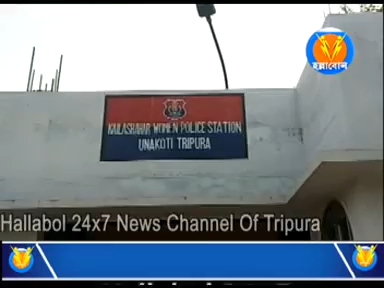 হাল্লাবোল
KAILASHAHAR WOMEN POLICE STATION
UNAKOTI TRIPURA
Hallabol 24x7 News Channel Of Tripura